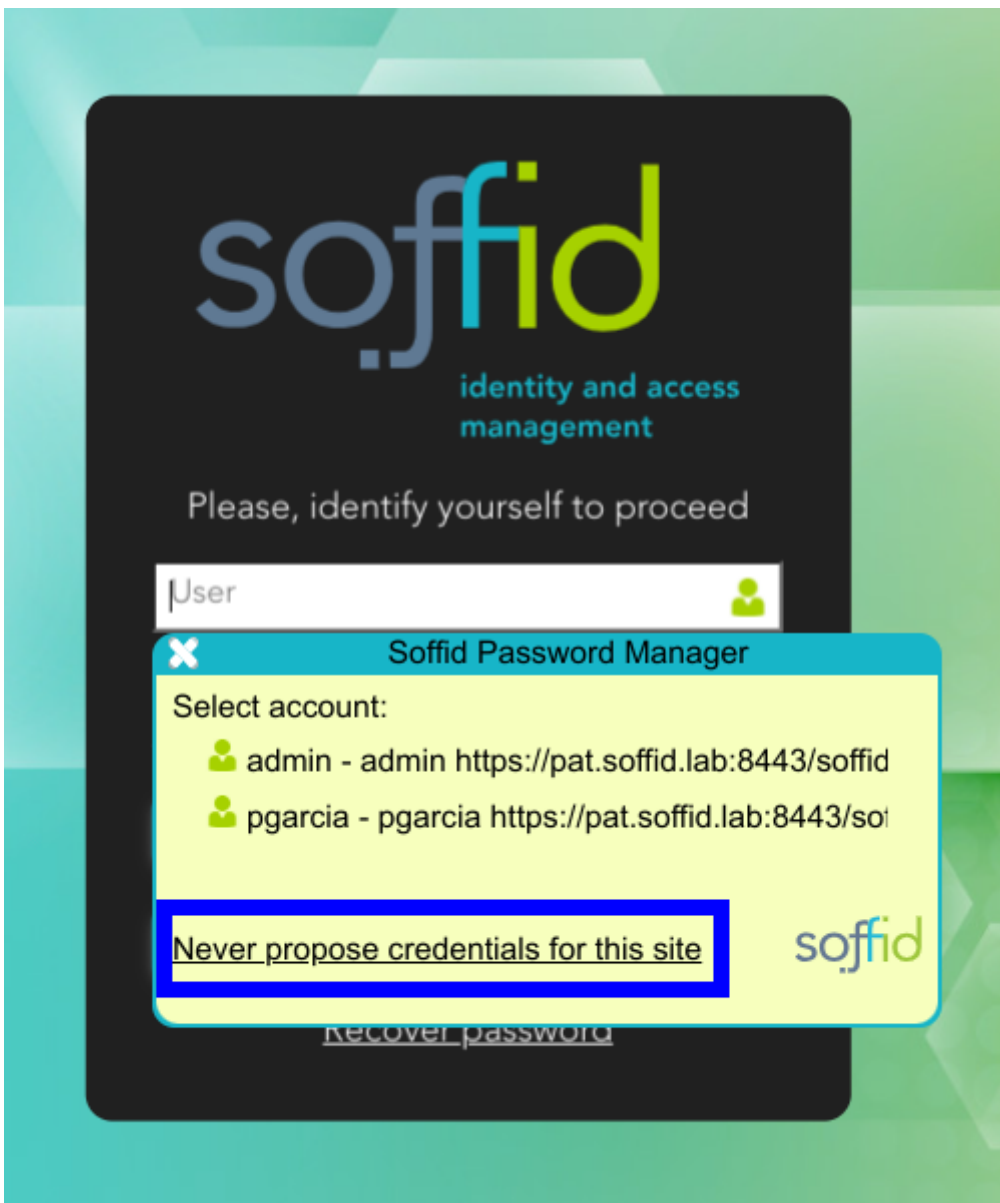 soffid
identity and access
management
Please, identify yourself to proceed
User
Soffid Password Manager
Select account:
admin - admin https://pat.soffid.lab:8443/soffid
pgarcia - pgarcia https://pat.soffid.lab:8443/sof
Never propose credentials for this site
soffid
Recover password